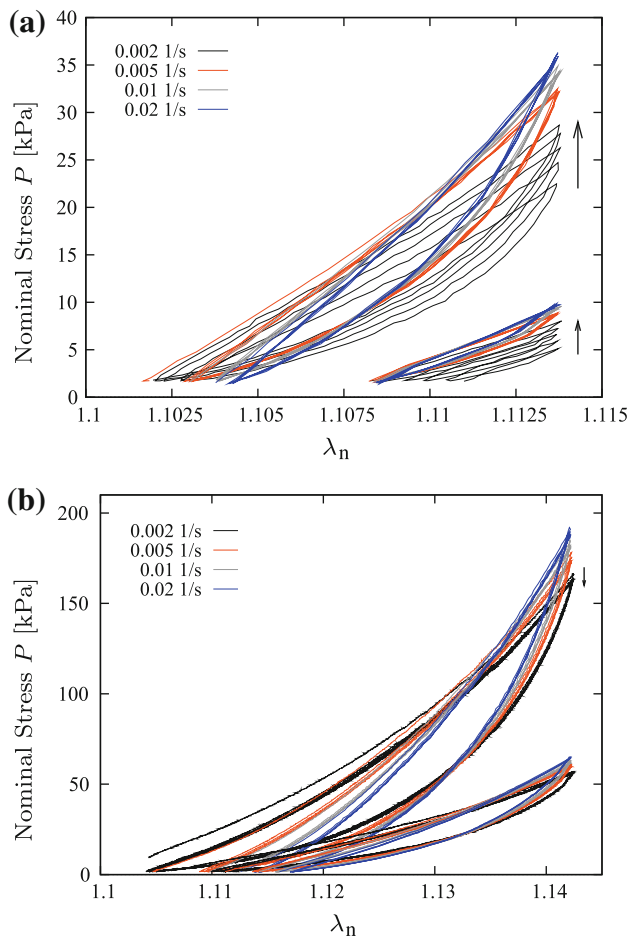 (a)
40
35
30
25
20
15
10
5
0
Nominal Stress P [kPa]
0.002 1/s
0.005 1/s
0.01 1/s
0.02 1/s
1.1 1.1025 1.105 1.1075 1.11 1.1125 1.115
λn
(b)
200
150
100
50
0
Nominal Stress P [kPa]
0.002 1/s
0.005 1/s
0.01 1/s
0.02 1/s
1.1 1.11 1.12 1.13 1.14
λn